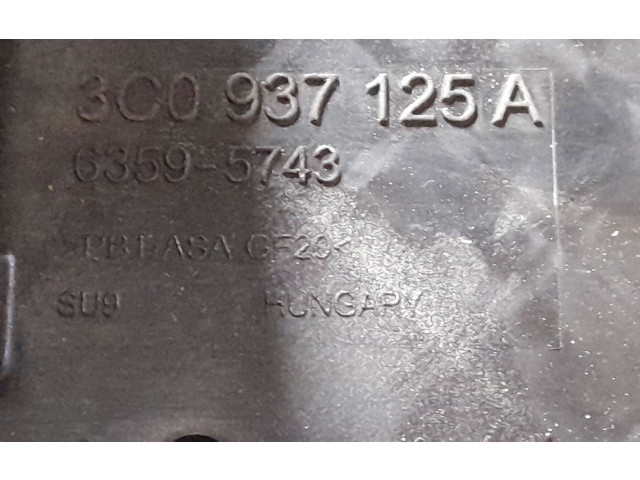 3C0 937 125 A
6359-5743
>PBT-ASA GF20<
SU9 HUNGARY